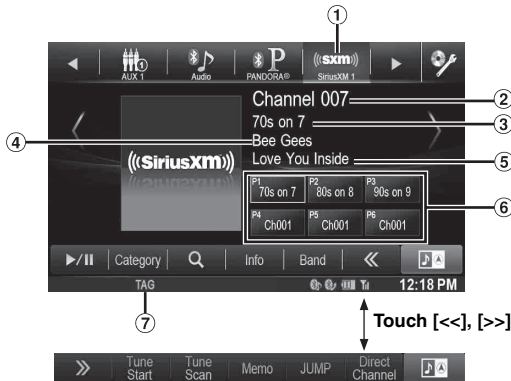 1
AUX 1 Audio PANDORA® SiriusXM 1
((sxm))
Channel 007 2
70s on 7 3
4 Bee Gees
Love You Inside 5
((SiriusXM))
P1 70s on 7 P2 80s on 8 P3 90s on 9
6
P4 Ch001 P5 Ch001 P6 Ch001
Category Info Band
TAG 12:18 PM
7
Touch [<<], [>>]
Tune Start Tune Scan Memo JUMP Direct Channel